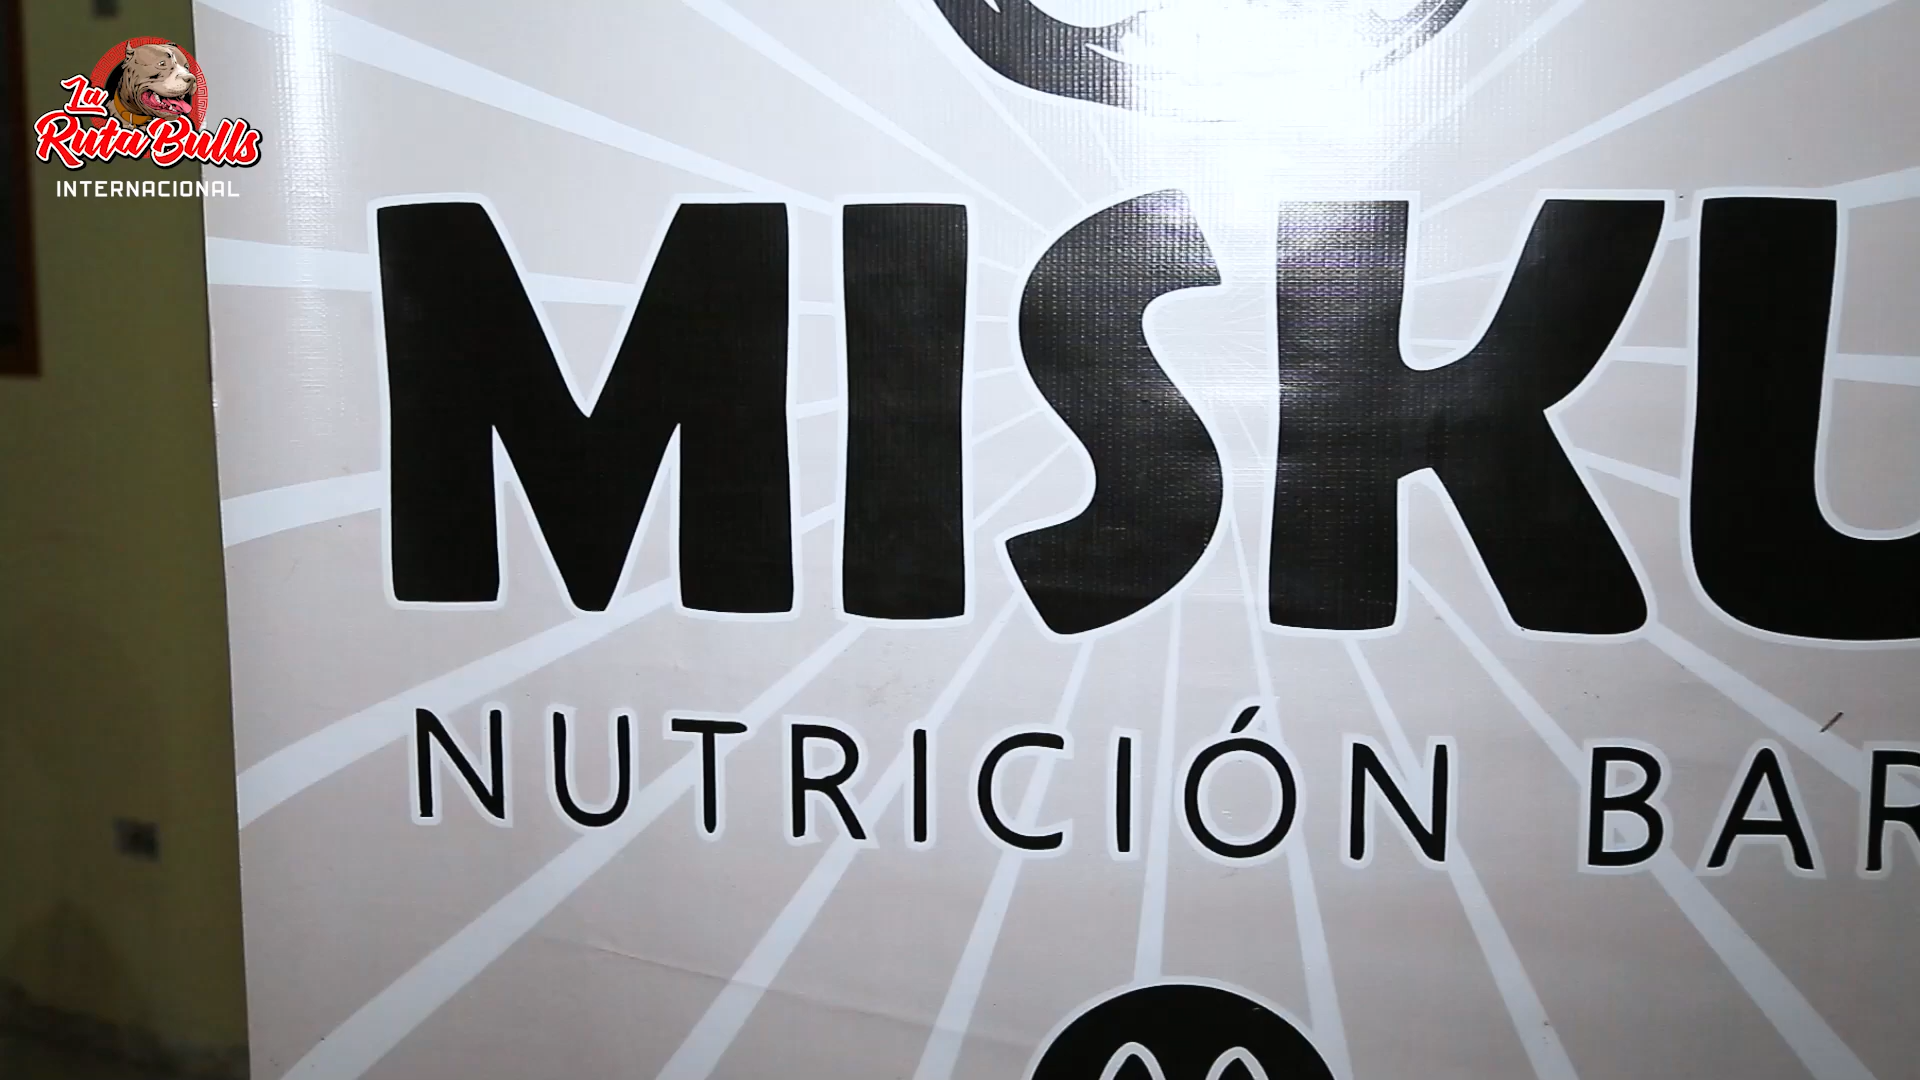 La
Ruta Bulls
INTERNACIONAL
MISKU
NUTRICIÓN BAR